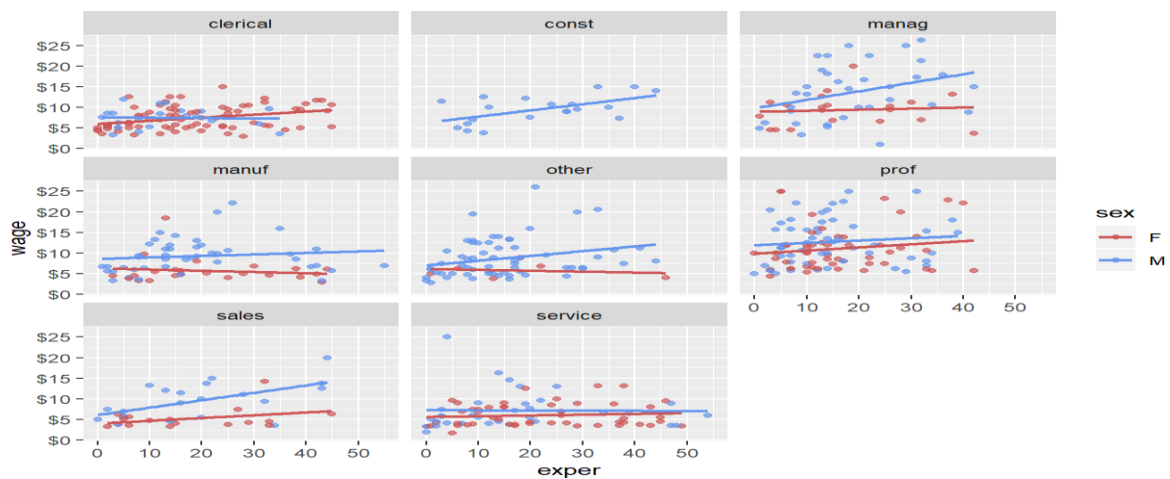 clerical const manag
$25
$20
$15
$10
$5
$0
manuf other prof
$25
$20
$15
$10
$5
$0
0 10 20 30 40 50
sales service
$25
$20
$15
$10
$5
$0
0 10 20 30 40 50 0 10 20 30 40 50
exper
wage
sex
F
M